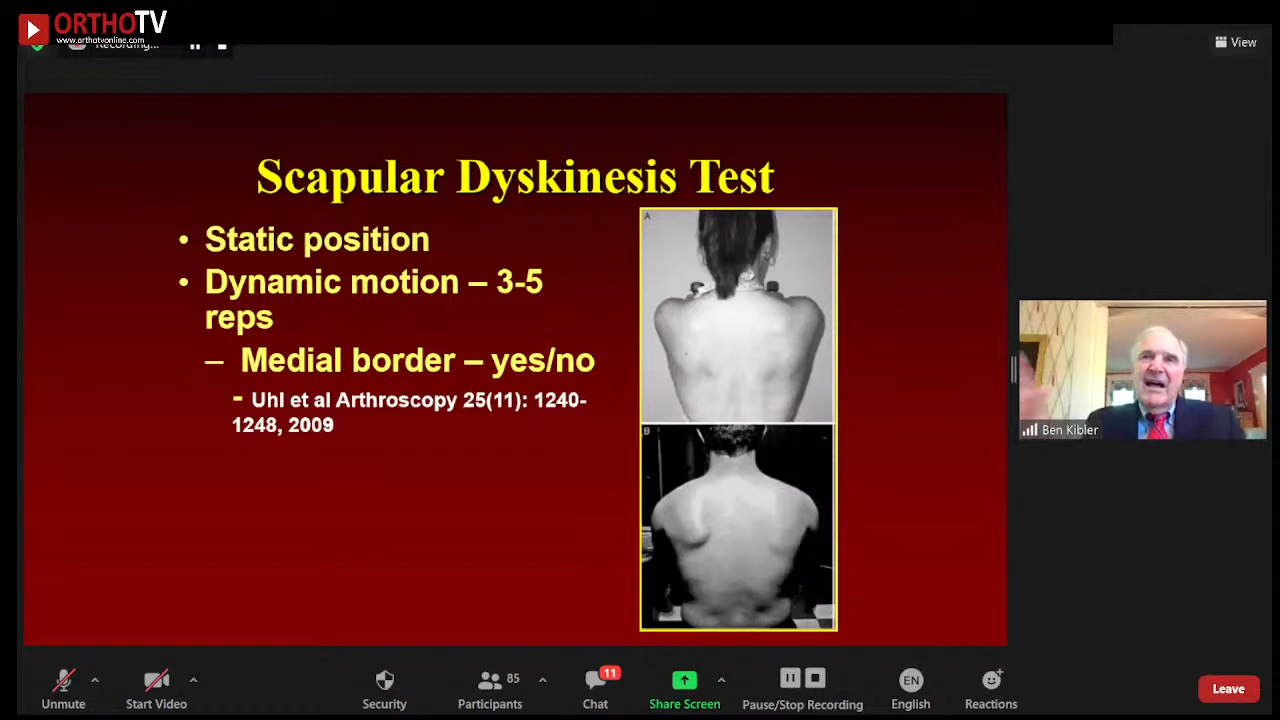 ORTHOTV
www.orthotvonline.com
Recording...
View
Scapular Dyskinesis Test
• Static position
• Dynamic motion – 3-5
reps
– Medial border – yes/no
- Uhl et al Arthroscopy 25(11): 1240-
1248, 2009
A
B
Ben Kibler
Unmute
Start Video
Security
85
Participants
11
Chat
Share Screen
Pause/Stop Recording
EN
English
Reactions
Leave